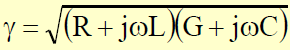 γ = √(R + jωL)(G + jωC)